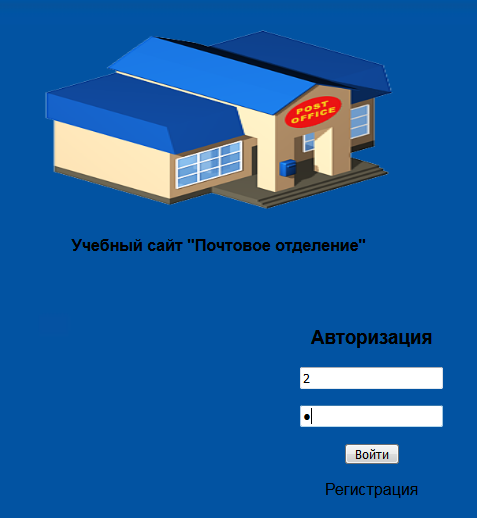 POST
OFFICE
Учебный сайт "Почтовое отделение"
Авторизация
2
●
Войти
Регистрация